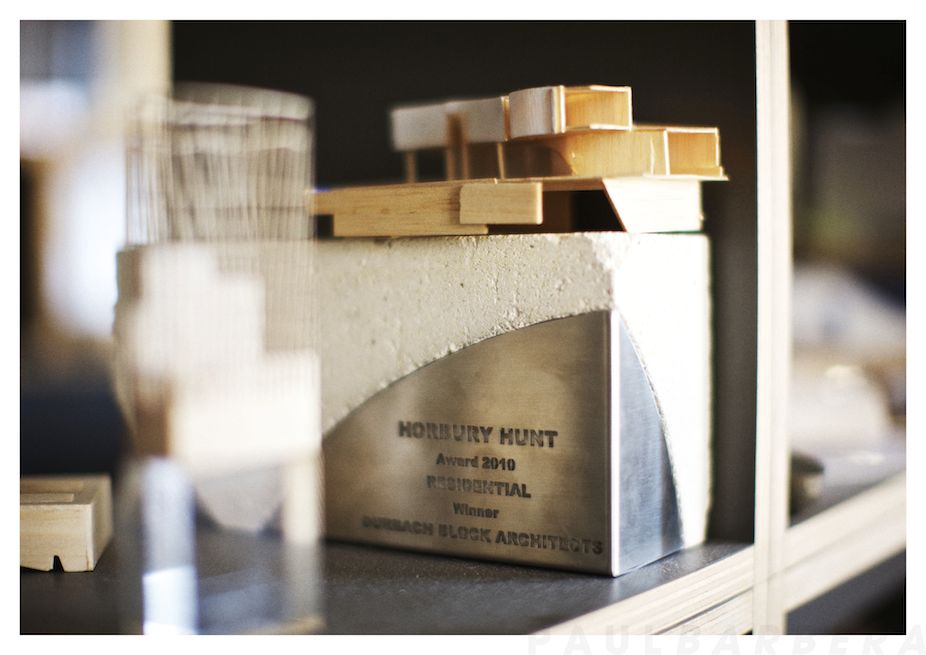 HORBURY HUNT
Award 2010
RESIDENTIAL
Winner
DURBACH BLOCK ARCHITECTS
PAULBARBERA